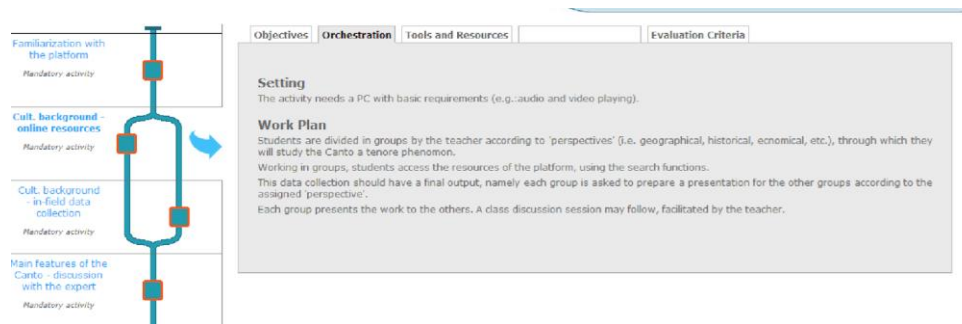 Familiarization with
the platform
Mandatory activity
Cult. background -
online resources
Mandatory activity
Cult. background
- in-field data
collection
Mandatory activity
Main features of the
Canto - discussion
with the expert
Mandatory activity
Objectives Orchestration Tools and Resources Evaluation Criteria
Setting
The activity needs a PC with basic requirements (e.g.:audio and video playing).
Work Plan
Students are divided in groups by the teacher according to 'perspectives' (i.e. geographical, historical, ecnomical, etc.), through which they
will study the Canto a tenore phenomon.
Working in groups, students access the resources of the platform, using the search functions.
This data collection should have a final output, namely each group is asked to prepare a presentation for the other groups according to the
assigned 'perspective'.
Each group presents the work to the others. A class discussion session may follow, facilitated by the teacher.